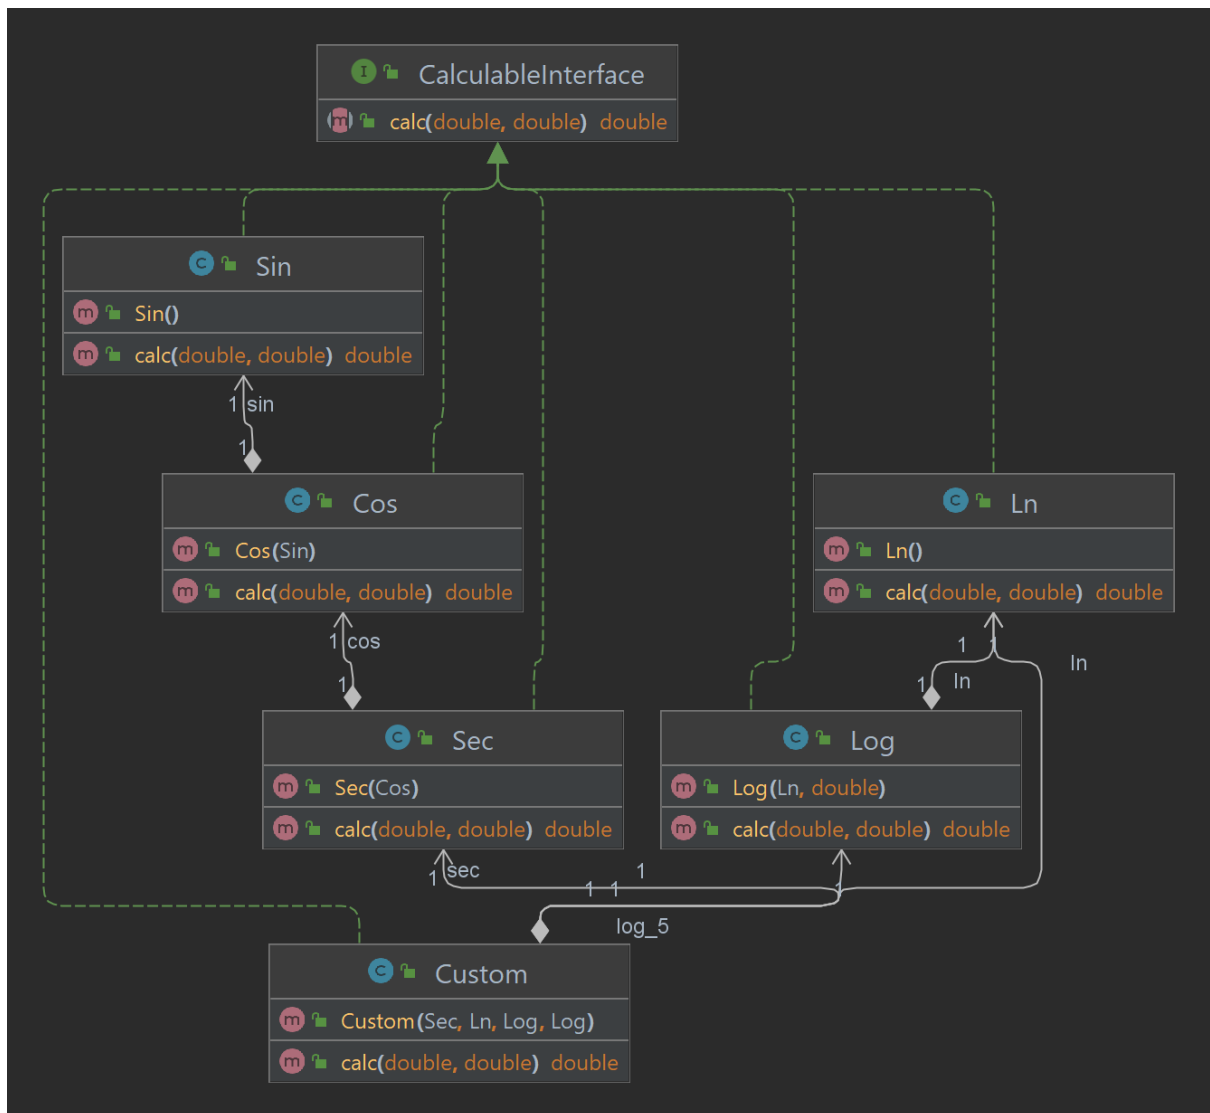 I CalculableInterface
m calc(double, double) double
C Sin
m Sin()
m calc(double, double) double
1 sin
1
C Cos
m Cos(Sin)
m calc(double, double) double
C Ln
m Ln()
m calc(double, double) double
1 cos
1
1 1
ln
1 ln
C Sec
m Sec(Cos)
m calc(double, double) double
C Log
m Log(Ln, double)
m calc(double, double) double
1 sec
1
1 1 1
log_5
C Custom
m Custom(Sec, Ln, Log, Log)
m calc(double, double) double